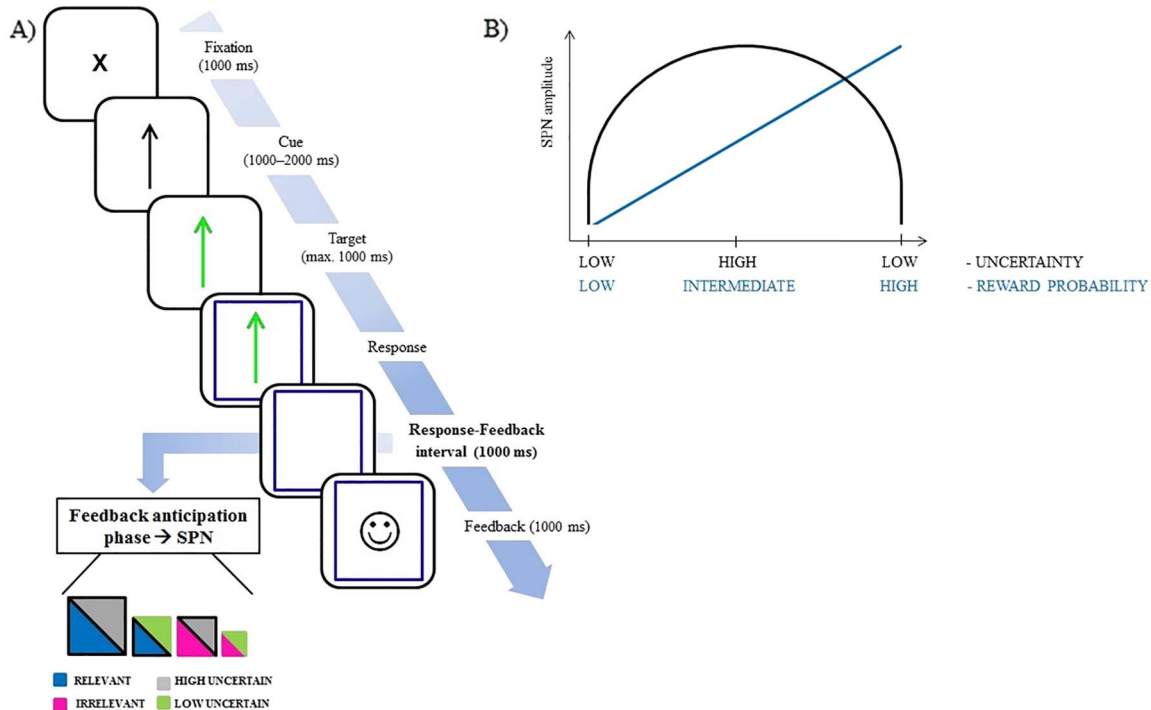 A)
X
Fixation
(1000 ms)
Cue
(1000–2000 ms)
Target
(max. 1000 ms)
Response
Response-Feedback
interval (1000 ms)
Feedback (1000 ms)
Feedback anticipation
phase → SPN
RELEVANT
HIGH UNCERTAIN
IRRELEVANT
LOW UNCERTAIN
B)
SPN amplitude
LOW HIGH LOW - UNCERTAINTY
LOW INTERMEDIATE HIGH - REWARD PROBABILITY